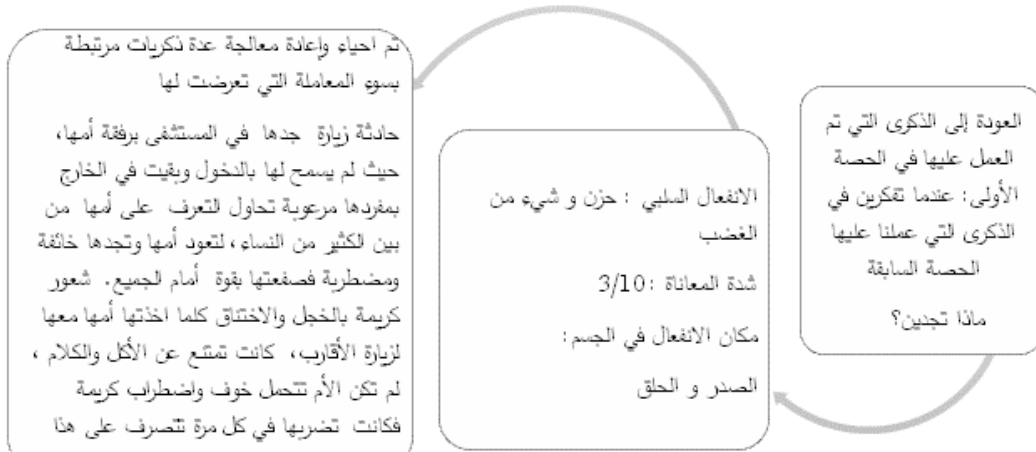 العودة إلى الذكرى التي تم
العمل عليها في الحصة
الأولى: عندما تفكرين في
الذكرى التي عملنا عليها
الحصة السابقة
ماذا تجدين؟
الانفعال السلبي : حزن و شيء من
الغضب
شدة المعاناة :3/10
مكان الانفعال في الجسم:
الصدر و الحلق
تم احياء وإعادة معالجة عدة ذكريات مرتبطة
بسوء المعاملة التي تعرضت لها
حادثة زيارة جدها في المستشفى برفقة أمها،
حيث لم يسمح لها بالدخول وبقيت في الخارج
بمفردها مرعوبة تحاول التعرف على أمها من
بين الكثير من النساء، لتعود أمها وتجدها خائفة
ومضطربة فصفعتها بقوة أمام الجميع. شعور
كريمة بالخجل والاختناق كلما اخذتها أمها معها
لزيارة الأقارب، كانت تمتنع عن الأكل والكلام ،
لم تكن الأم تتحمل خوف واضطراب كريمة
فكانت تضربها في كل مرة تتصرف على هذا